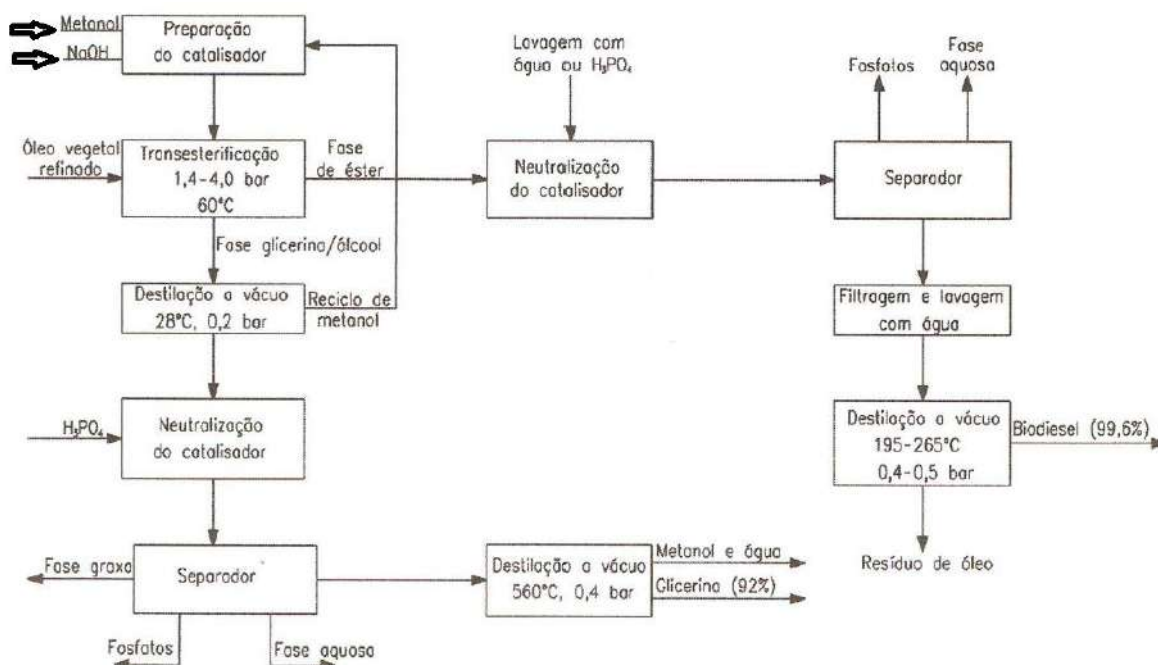 Metanol
NaOH
Preparação
do catalisador
Lavagem com
água ou H₃PO₄
Fosfatos
Fase
aquosa
Óleo vegetal
refinado
Transesterificação
1,4-4,0 bar
60°C
Fase
de éster
Neutralização
do catalisador
Separador
Fase glicerina/álcool
Destilação a vácuo
28°C, 0,2 bar
Reciclo de
metanol
Filtragem e lavagem
com água
H₃PO₄
Neutralização
do catalisador
Destilação a vácuo
195-265°C
0,4-0,5 bar
Biodiesel (99,6%)
Resíduo de óleo
Fase graxa
Separador
Destilação a vácuo
560°C, 0,4 bar
Metanol e água
Glicerina (92%)
Fosfatos
Fase aquosa